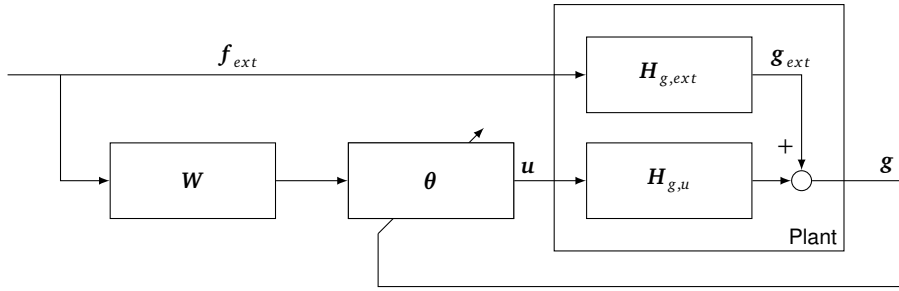 f_ext
H_g,ext
g_ext
+
W
θ
u
H_g,u
g
Plant